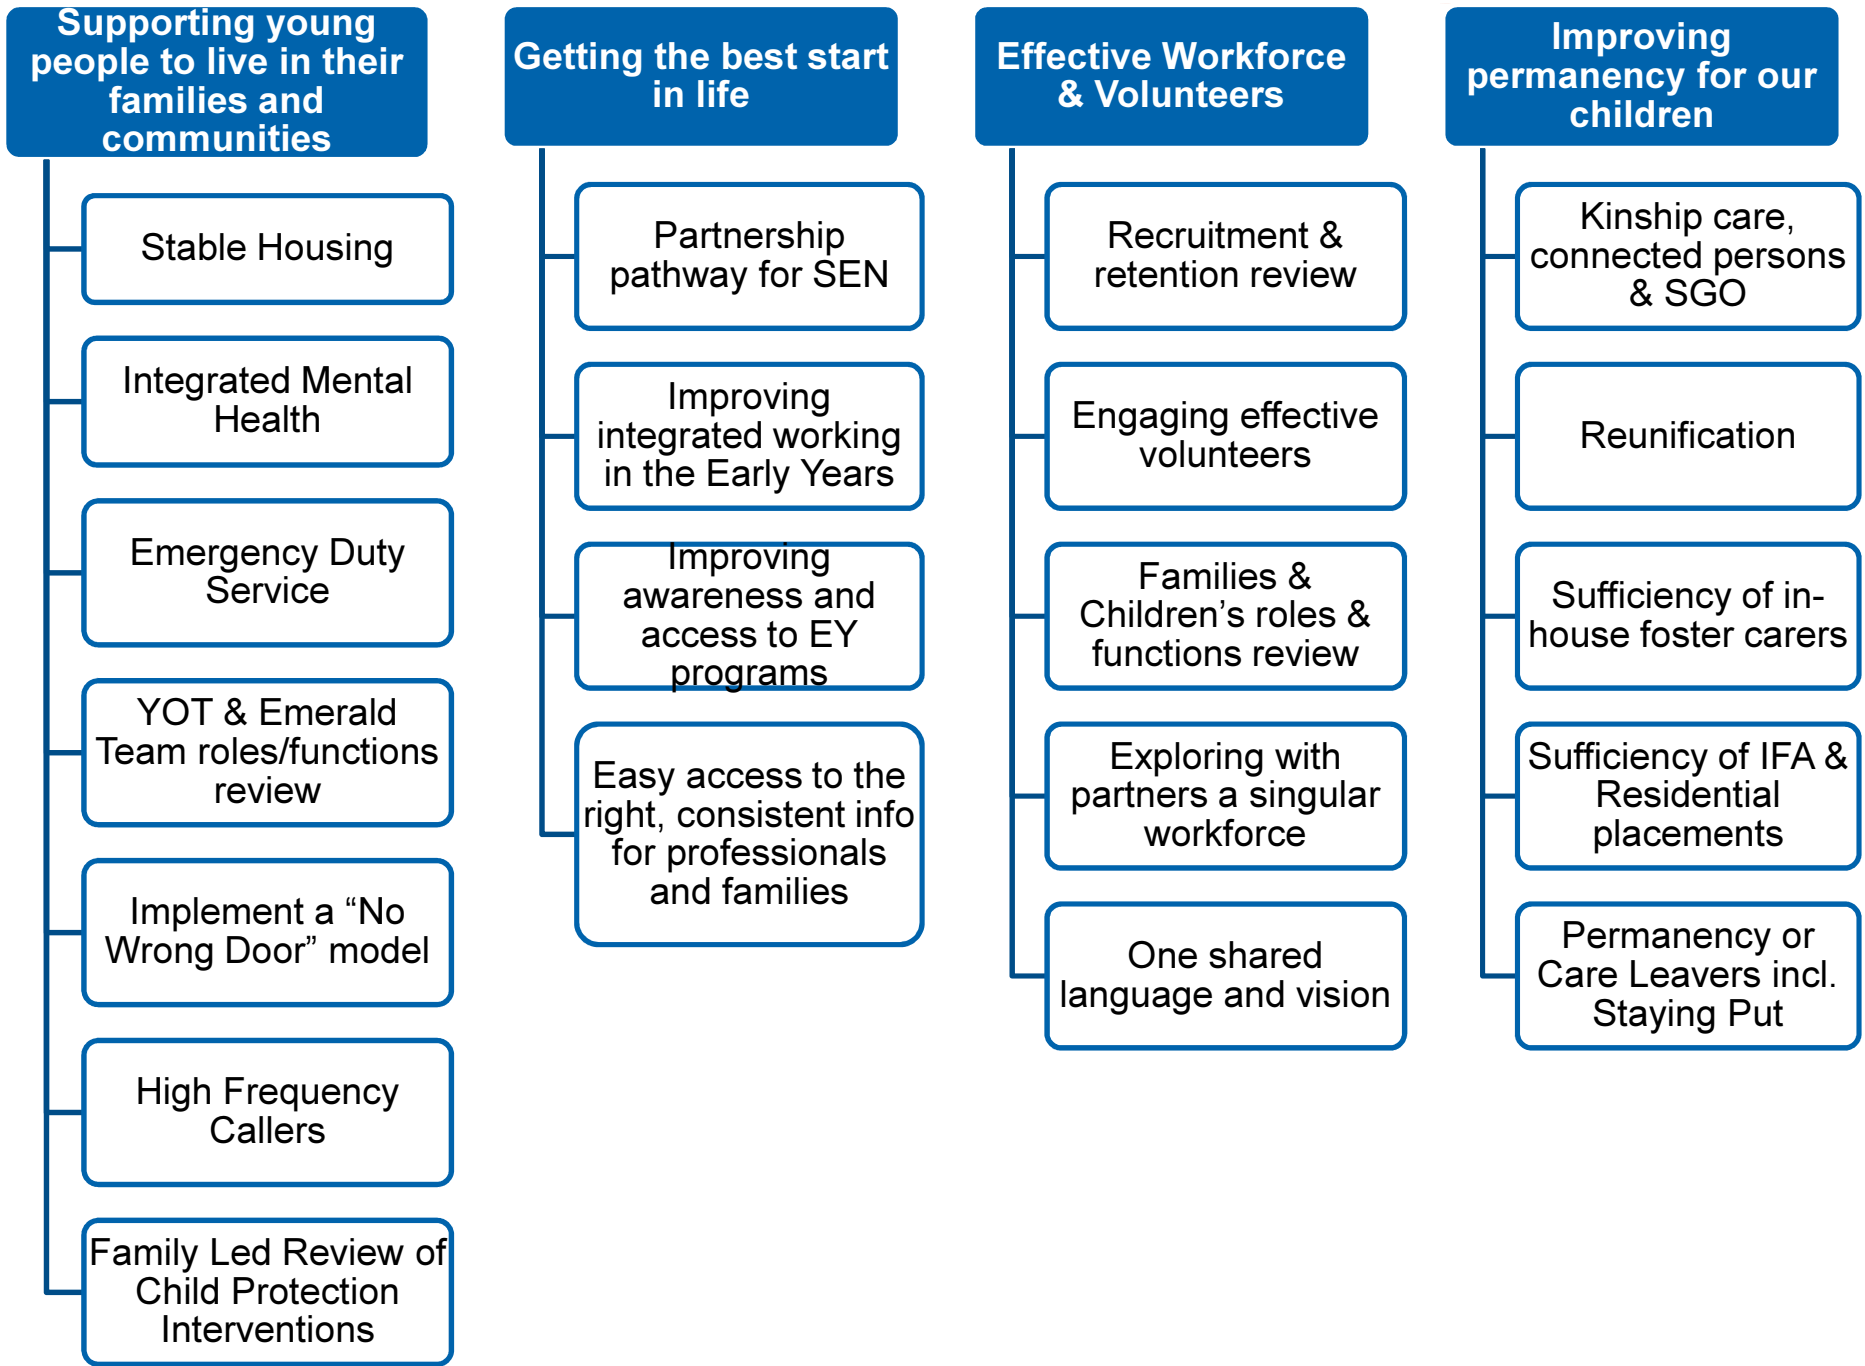 Supporting young
people to live in their
families and
communities
Stable Housing
Integrated Mental
Health
Emergency Duty
Service
YOT & Emerald
Team roles/functions
review
Implement a “No
Wrong Door” model
High Frequency
Callers
Family Led Review of
Child Protection
Interventions
Getting the best start
in life
Partnership
pathway for SEN
Improving
integrated working
in the Early Years
Improving
awareness and
access to EY
programs
Easy access to the
right, consistent info
for professionals
and families
Effective Workforce
& Volunteers
Recruitment &
retention review
Engaging effective
volunteers
Families &
Children’s roles &
functions review
Exploring with
partners a singular
workforce
One shared
language and vision
Improving
permanency for our
children
Kinship care,
connected persons
& SGO
Reunification
Sufficiency of in-
house foster carers
Sufficiency of IFA &
Residential
placements
Permanency or
Care Leavers incl.
Staying Put